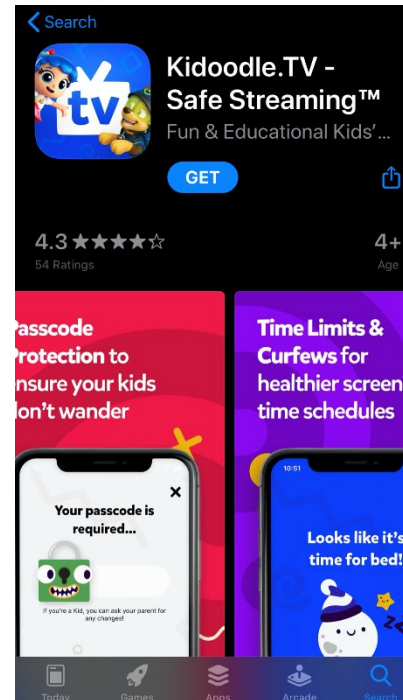 Search
tv
Kidoodle.TV -
Safe Streaming™
Fun & Educational Kids'...
GET
4.3
4+
54 Ratings
Age
Passcode
Protection to
ensure your kids
don't wander
Your passcode is
required...
If you're a Kid, you can ask your parent for
any changes!
Time Limits &
Curfews for
healthier screen
time schedules
10:51
Looks like it's
time for bed!
Today
Games
Apps
Arcade
Search